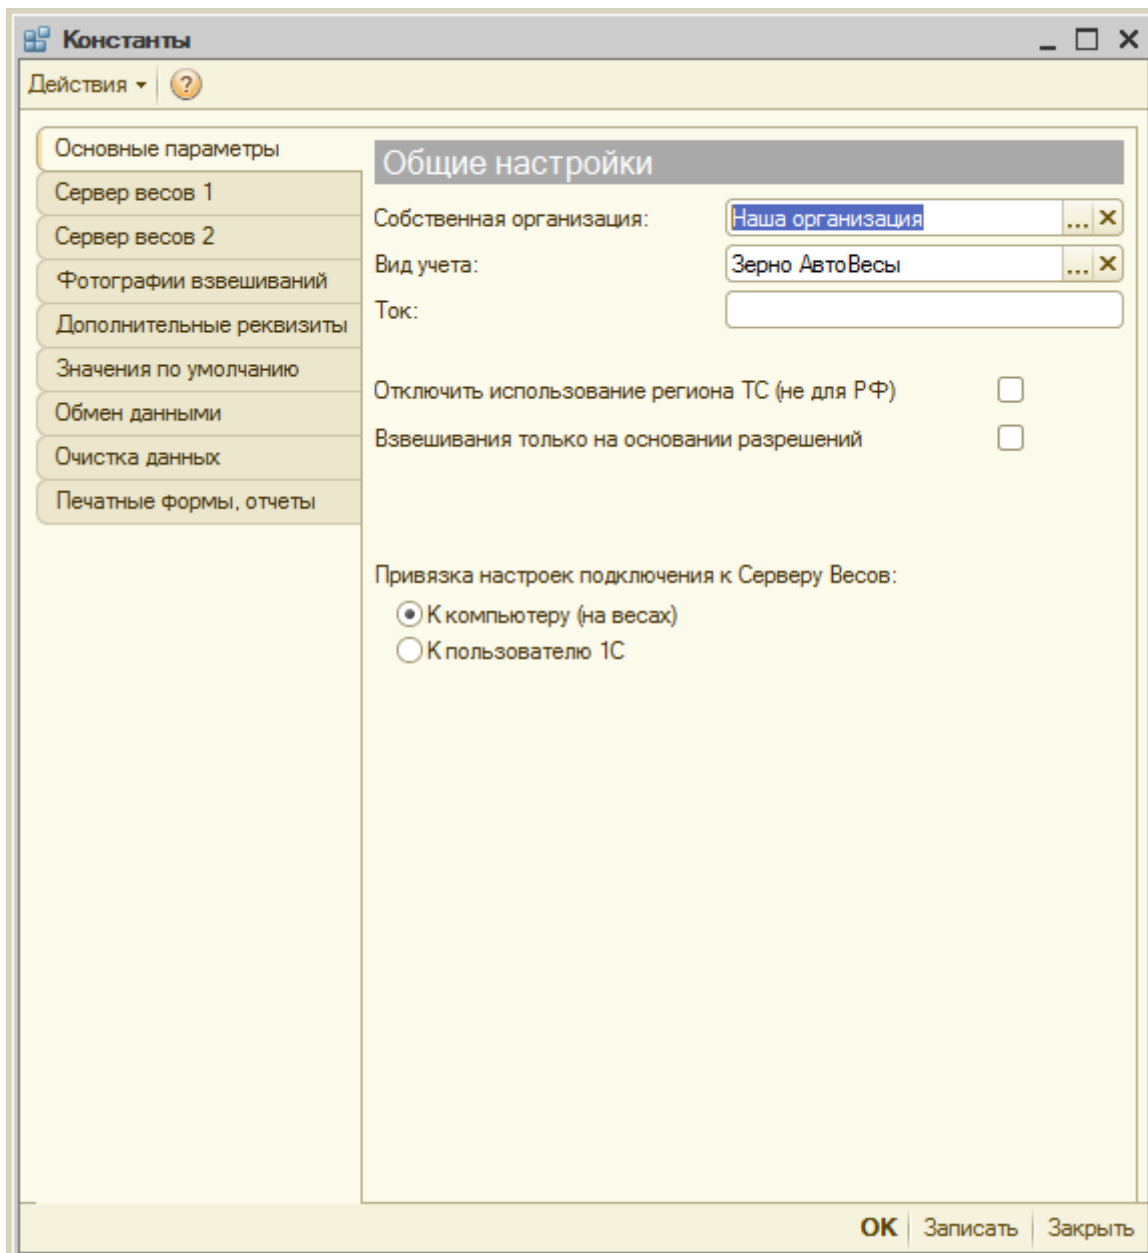 Константы
Действия
Основные параметры
Сервер весов 1
Сервер весов 2
Фотографии взвешиваний
Дополнительные реквизиты
Значения по умолчанию
Обмен данными
Очистка данных
Печатные формы, отчеты
Общие настройки
Собственная организация: Наша организация ...
Вид учета: Зерно АвтоВесы ...
Ток:
Отключить использование региона ТС (не для РФ)
Взвешивания только на основании разрешений
Привязка настроек подключения к Серверу Весов:
К компьютеру (на весах)
К пользователю 1С
OK Записать Закрыть